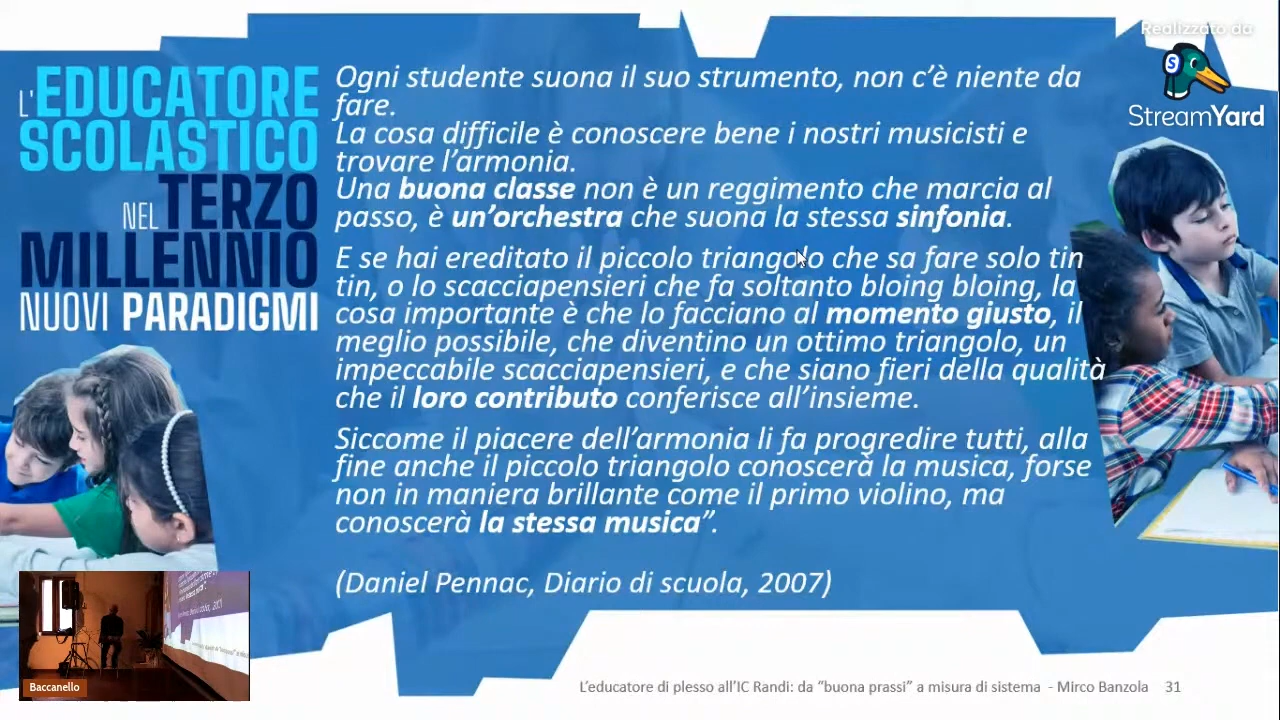 Realizzato da
StreamYard
L'EDUCATORE
SCOLASTICO
NEL TERZO
MILLENNIO
NUOVI PARADIGMI
Ogni studente suona il suo strumento, non c'è niente da
fare.
La cosa difficile è conoscere bene i nostri musicisti e
trovare l'armonia.
Una buona classe non è un reggimento che marcia al
passo, è un'orchestra che suona la stessa sinfonia.
E se hai ereditato il piccolo triangolo che sa fare solo tin
tin, o lo scacciapensieri che fa soltanto bloing bloing, la
cosa importante è che lo facciano al momento giusto, il
meglio possibile, che diventino un ottimo triangolo, un
impeccabile scacciapensieri, e che siano fieri della qualità
che il loro contributo conferisce all'insieme.
Siccome il piacere dell'armonia li fa progredire tutti, alla
fine anche il piccolo triangolo conoscerà la musica, forse
non in maniera brillante come il primo violino, ma
conoscerà la stessa musica”.
(Daniel Pennac, Diario di scuola, 2007)
Baccanello
L'educatore di plesso all'IC Randi: da “buona prassi” a misura di sistema - Mirco Banzola 31